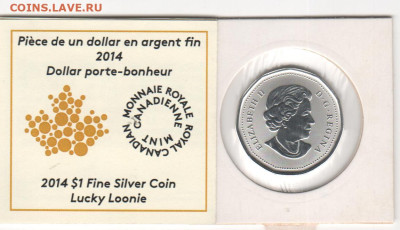 coins.lave.ru
Pièce de un dollar en argent fin
2014
Dollar porte-bonheur
MONNAIE ROYALE CANADIENNE
ROYAL CANADIAN MINT
2014 $1 Fine Silver Coin
Lucky Loonie
ELIZABETH II
D·G·REGINA